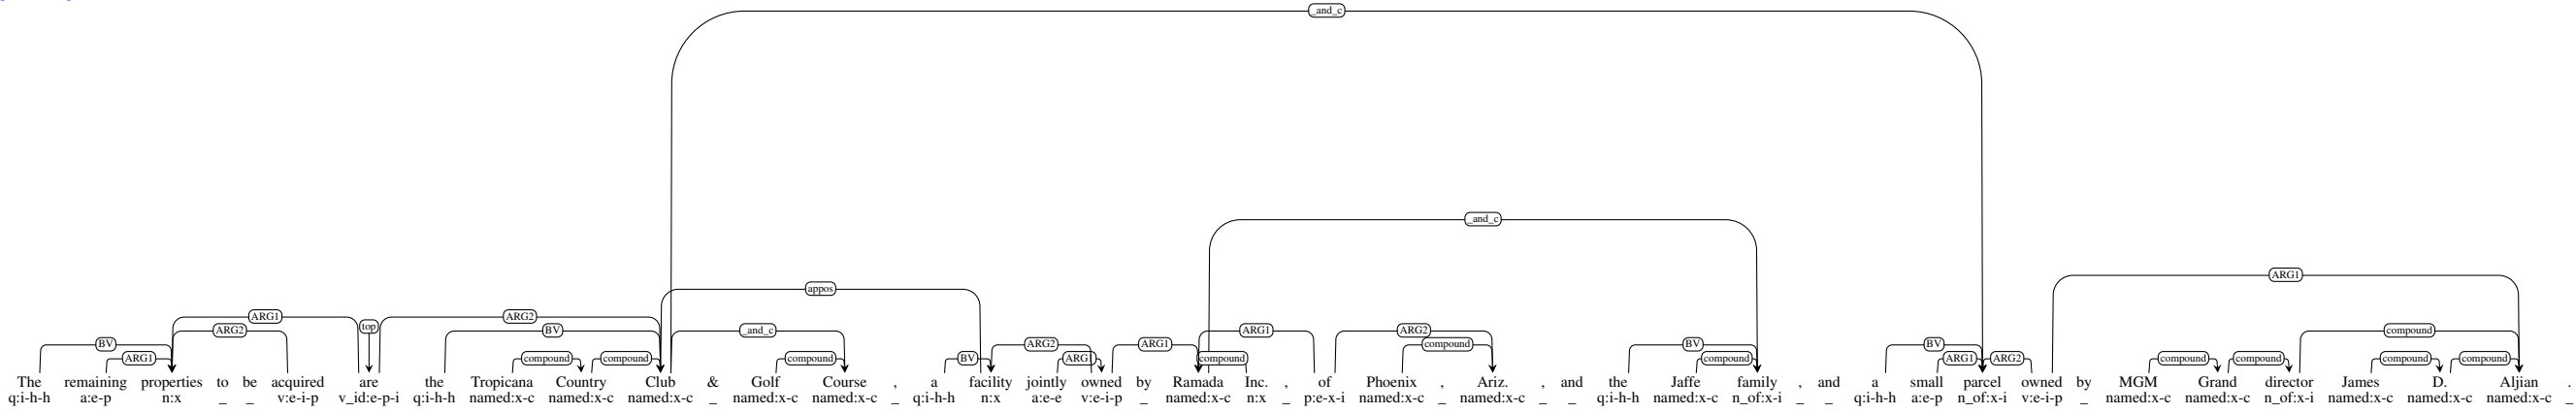 _and_c
_and_c
ARG1
appos
ARG1 top ARG2
ARG2 BV _and_c ARG1 ARG2 compound
BV ARG2 ARG1 compound BV BV
ARG1 compound compound compound BV ARG1 compound compound ARG1 ARG2 compound compound compound compound
The remaining properties to be acquired are the Tropicana Country Club & Golf Course , a facility jointly owned by Ramada Inc. , of Phoenix , Ariz. , and the Jaffe family , and a small parcel owned by MGM Grand director James D. Aljian .
q:i-h-h a:e-p n:x _ _ v:e-i-p v_id:e-p-i q:i-h-h named:x-c named:x-c named:x-c _ named:x-c named:x-c _ q:i-h-h n:x a:e-e v:e-i-p _ named:x-c n:x _ p:e-x-i named:x-c _ named:x-c _ _ q:i-h-h named:x-c n_of:x-i _ _ q:i-h-h a:e-p n_of:x-i v:e-i-p _ named:x-c named:x-c n_of:x-i named:x-c named:x-c named:x-c _